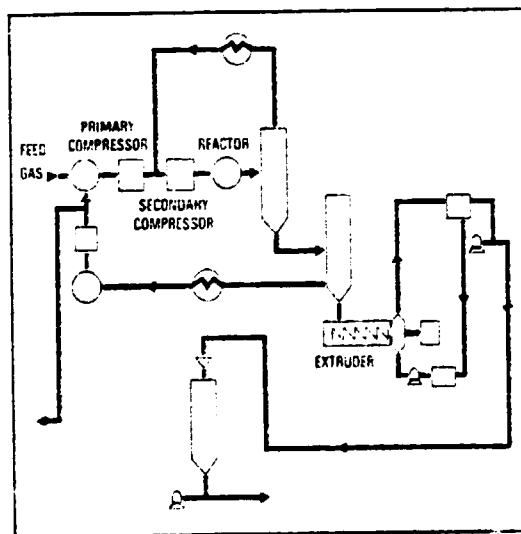 PRIMARY
COMPRESSOR
REACTOR
FEED
GAS
SECONDARY
COMPRESSOR
EXTRUDER